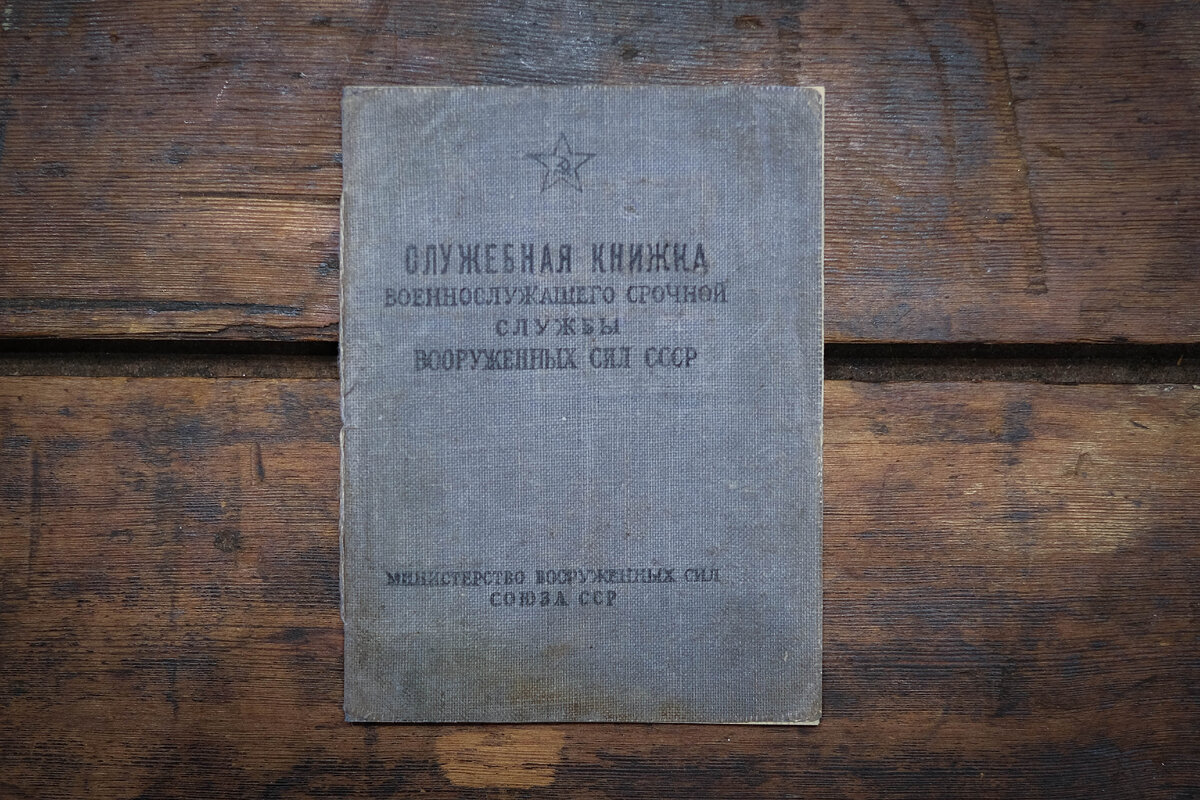 СЛУЖЕБНАЯ КНИЖКА
ВОЕННОСЛУЖАЩЕГО СРОЧНОЙ
СЛУЖБЫ
ВООРУЖЕННЫХ СИЛ СССР
МИНИСТЕРСТВО ВООРУЖЕННЫХ СИЛ
СОЮЗА ССР